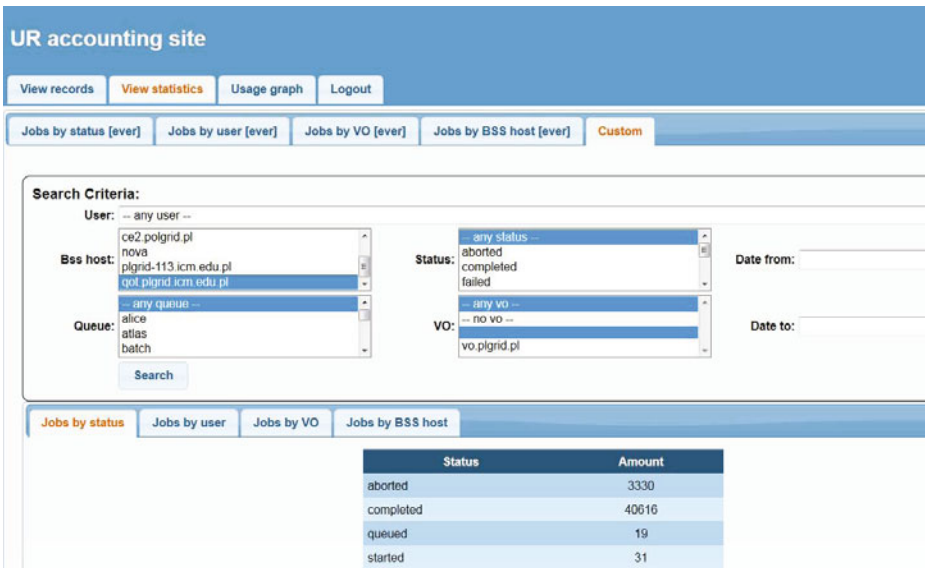 UR accounting site
View records View statistics Usage graph Logout
Jobs by status [ever] Jobs by user [ever] Jobs by VO [ever] Jobs by BSS host [ever] Custom
Search Criteria:
User: -- any user --
Bss host: ce2.polgrid.pl
nova
plgrid-113.icm.edu.pl
qot.plgrid.icm.edu.pl
Status: -- any status --
aborted
completed
failed
Date from:
Queue: -- any queue --
alice
atlas
batch
VO: -- any vo --
-- no vo --
vo.plgrid.pl
Date to:
Search
Jobs by status Jobs by user Jobs by VO Jobs by BSS host
Status Amount
aborted 3330
completed 40616
queued 19
started 31